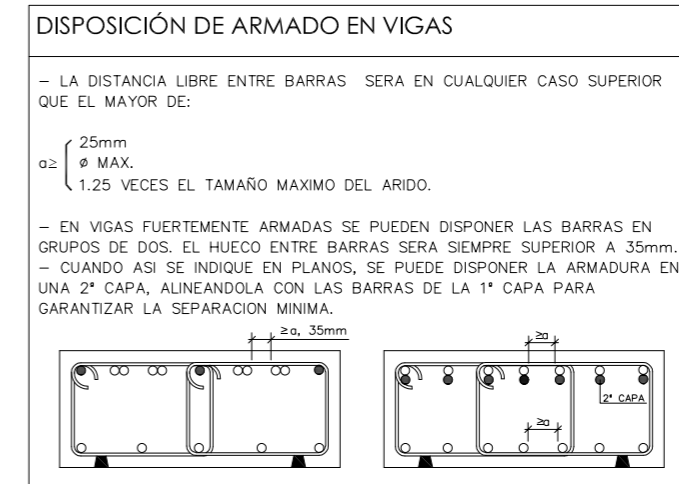 DISPOSICIÓN DE ARMADO EN VIGAS
– LA DISTANCIA LIBRE ENTRE BARRAS SERA EN CUALQUIER CASO SUPERIOR
QUE EL MAYOR DE:
25mm
a≥ ø MAX.
1.25 VECES EL TAMAÑO MAXIMO DEL ARIDO.
– EN VIGAS FUERTEMENTE ARMADAS SE PUEDEN DISPONER LAS BARRAS EN
GRUPOS DE DOS. EL HUECO ENTRE BARRAS SERA SIEMPRE SUPERIOR A 35mm.
– CUANDO ASI SE INDIQUE EN PLANOS, SE PUEDE DISPONER LA ARMADURA EN
UNA 2ª CAPA, ALINEANDOLA CON LAS BARRAS DE LA 1ª CAPA PARA
GARANTIZAR LA SEPARACION MINIMA.
≥a, 35mm
≥a
2ª CAPA
≥a